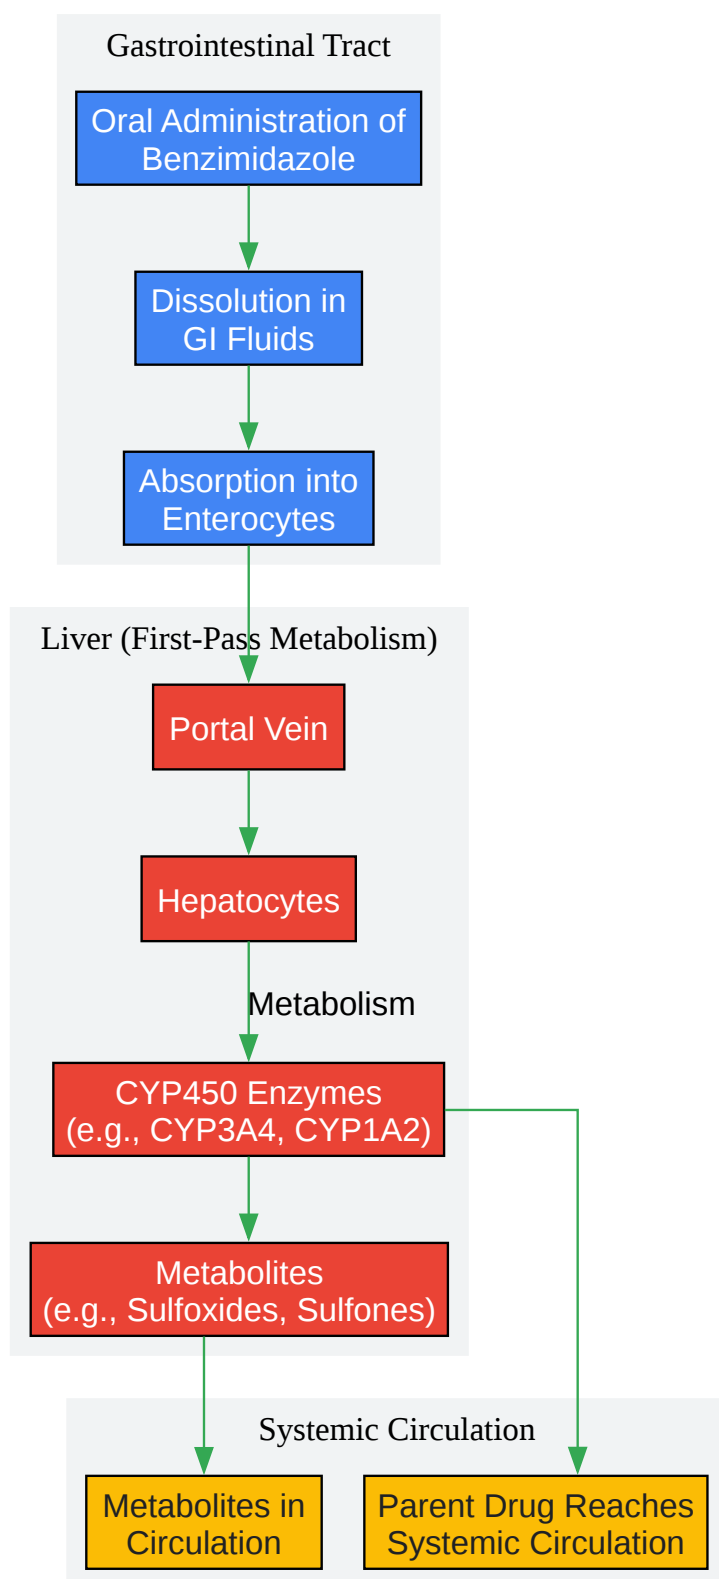 Gastrointestinal Tract
Oral Administration of
Benzimidazole
Dissolution in
GI Fluids
Absorption into
Enterocytes
Liver (First-Pass Metabolism)
Portal Vein
Hepatocytes
Metabolism
CYP450 Enzymes
(e.g., CYP3A4, CYP1A2)
Metabolites
(e.g., Sulfoxides, Sulfones)
Systemic Circulation
Metabolites in
Circulation
Parent Drug Reaches
Systemic Circulation